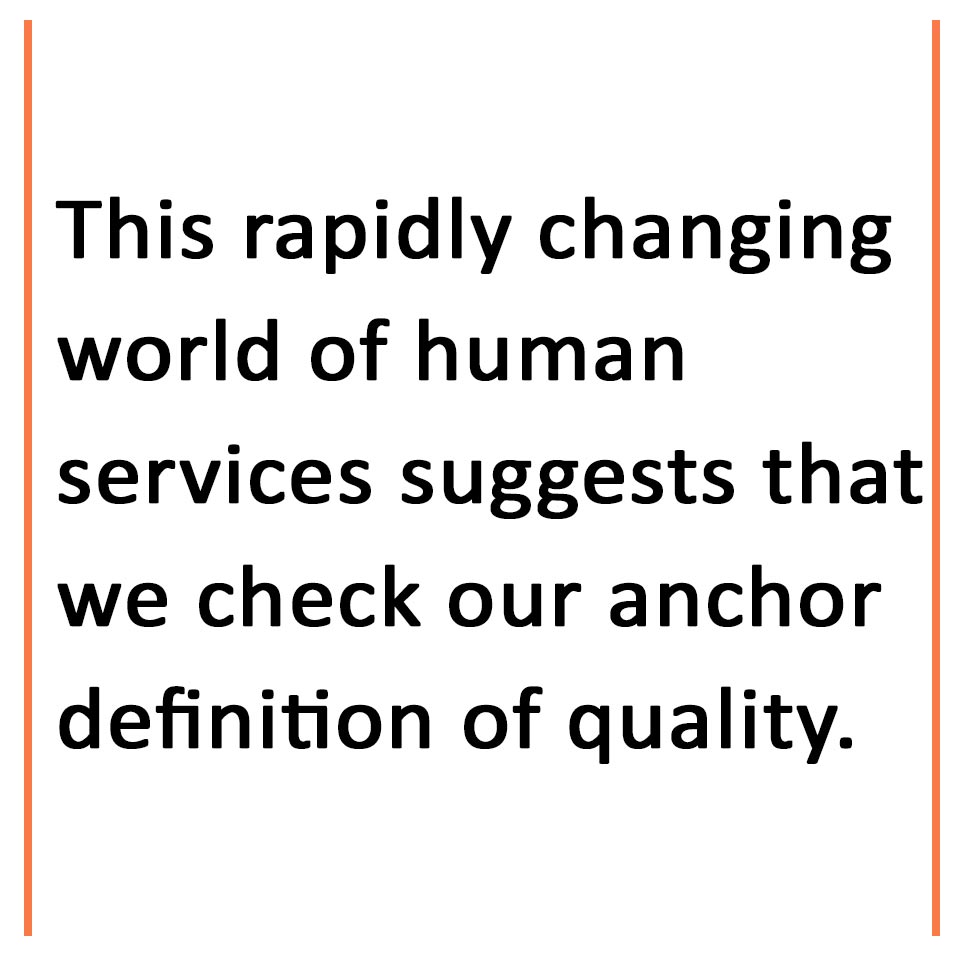 This rapidly changing
world of human
services suggests that
we check our anchor
definition of quality.